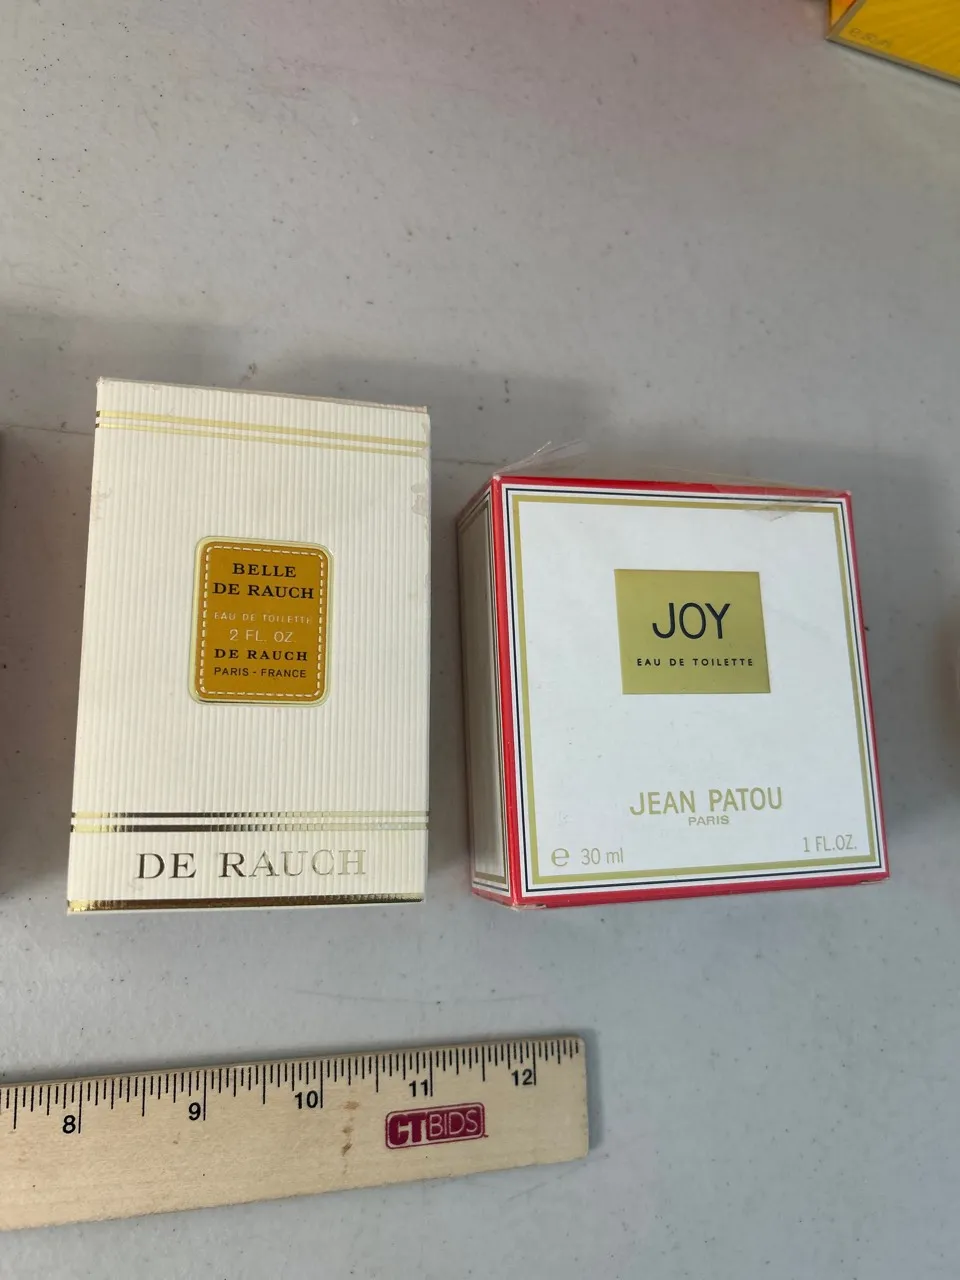 BELLE
DE RAUCH
EAU DE TOILETTE
2 FL. OZ.
DE RAUCH
PARIS - FRANCE
DE RAUCH
JOY
EAU DE TOILETTE
JEAN PATOU
PARIS
e 30 ml
1 FL.OZ.
8 9 10 11 12
CTBIDS